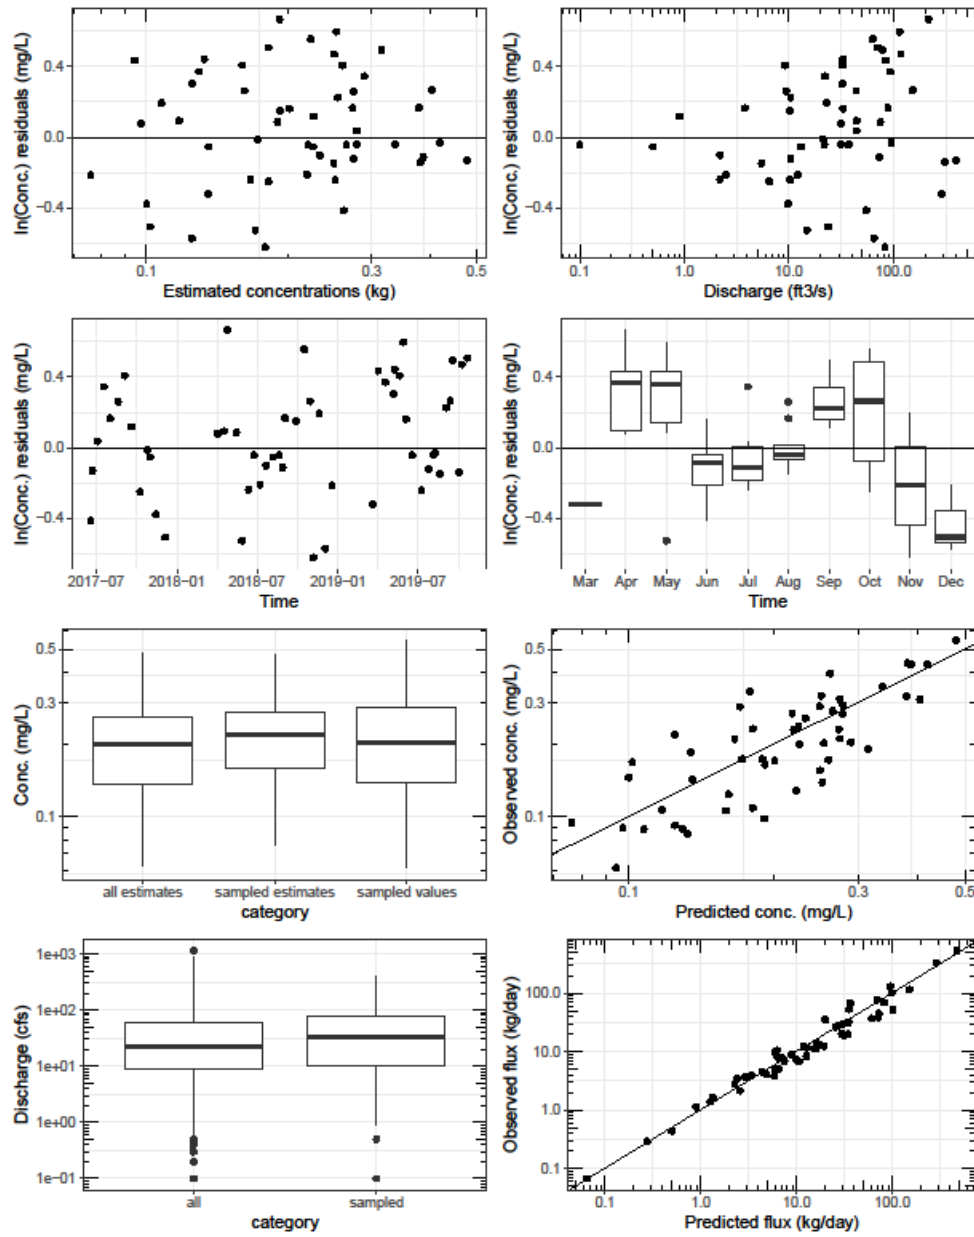 ln(Conc.) residuals (mg/L)
0.4
0.0
−0.4
0.1
0.3
0.5
Estimated concentrations (kg)
ln(Conc.) residuals (mg/L)
0.4
0.0
−0.4
0.1
1.0
10.0
100.0
Discharge (ft3/s)
ln(Conc.) residuals (mg/L)
0.4
0.0
−0.4
2017−07
2018−01
2018−07
2019−01
2019−07
Time
ln(Conc.) residuals (mg/L)
0.4
0.0
−0.4
Mar
Apr
May
Jun
Jul
Aug
Sep
Oct
Nov
Dec
Time
Conc. (mg/L)
0.5
0.3
0.1
all estimates
sampled estimates
sampled values
category
Observed conc. (mg/L)
0.5
0.3
0.1
0.1
0.3
0.5
Predicted conc. (mg/L)
Discharge (cfs)
1e+03
1e+02
1e+01
1e+00
1e−01
all
sampled
category
Observed flux (kg/day)
100.0
10.0
1.0
0.1
0.1
1.0
10.0
100.0
Predicted flux (kg/day)